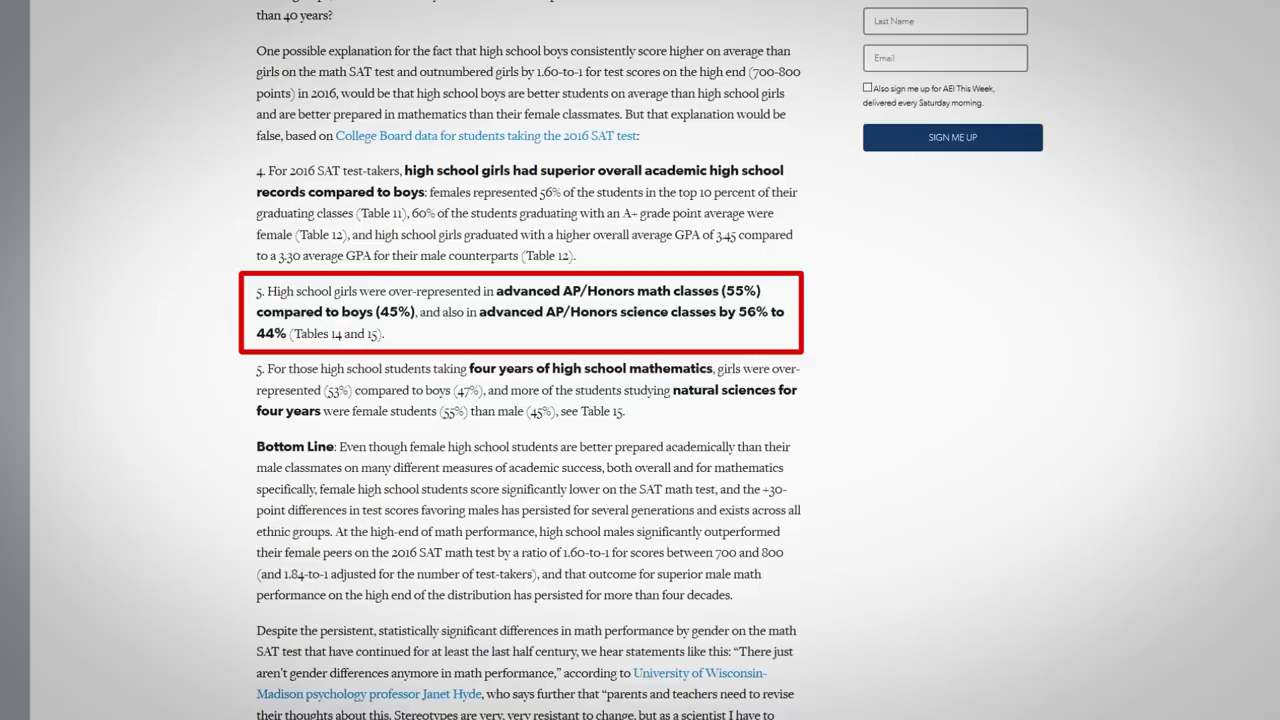 than 40 years?
One possible explanation for the fact that high school boys consistently score higher on average than
girls on the math SAT test and outnumbered girls by 1.60-to-1 for test scores on the high end (700-800
points) in 2016, would be that high school boys are better students on average than high school girls
and are better prepared in mathematics than their female classmates. But that explanation would be
false, based on College Board data for students taking the 2016 SAT test:
4. For 2016 SAT test-takers, high school girls had superior overall academic high school
records compared to boys: females represented 56% of the students in the top 10 percent of their
graduating classes (Table 11), 60% of the students graduating with an A+ grade point average were
female (Table 12), and high school girls graduated with a higher overall average GPA of 3.45 compared
to a 3.30 average GPA for their male counterparts (Table 12).
5. High school girls were over-represented in advanced AP/Honors math classes (55%)
compared to boys (45%), and also in advanced AP/Honors science classes by 56% to
44% (Tables 14 and 15).
5. For those high school students taking four years of high school mathematics, girls were over-
represented (53%) compared to boys (47%), and more of the students studying natural sciences for
four years were female students (55%) than male (45%), see Table 15.
Bottom Line: Even though female high school students are better prepared academically than their
male classmates on many different measures of academic success, both overall and for mathematics
specifically, female high school students score significantly lower on the SAT math test, and the +30-
point differences in test scores favoring males has persisted for several generations and exists across all
ethnic groups. At the high-end of math performance, high school males significantly outperformed
their female peers on the 2016 SAT math test by a ratio of 1.60-to-1 for scores between 700 and 800
(and 1.84-to-1 adjusted for the number of test-takers), and that outcome for superior male math
performance on the high end of the distribution has persisted for more than four decades.
Despite the persistent, statistically significant differences in math performance by gender on the math
SAT test that have continued for at least the last half century, we hear statements like this: “There just
aren’t gender differences anymore in math performance,” according to University of Wisconsin-
Madison psychology professor Janet Hyde, who says further that “parents and teachers need to revise
their thoughts about this. Stereotypes are very, very resistant to change, but as a scientist I have to
Last Name
Email
Also sign me up for AEI This Week,
delivered every Saturday morning.
SIGN ME UP